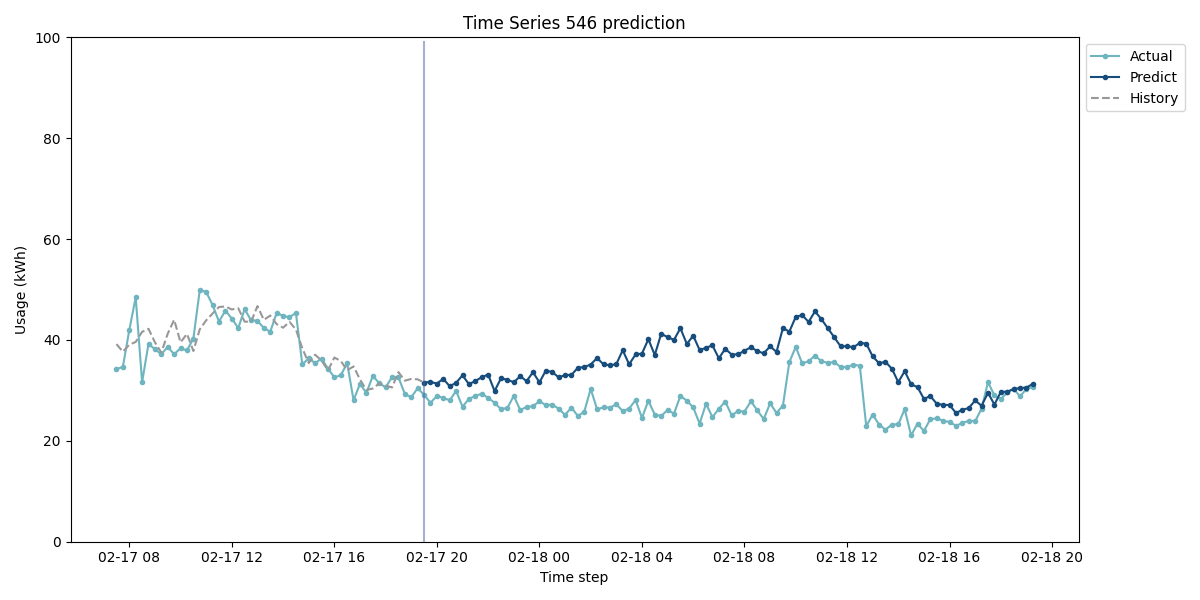 Time Series 546 prediction
100
80
60
40
20
0
Usage (kWh)
02-17 08
02-17 12
02-17 16
02-17 20
02-18 00
02-18 04
02-18 08
02-18 12
02-18 16
02-18 20
Time step
Actual
Predict
History